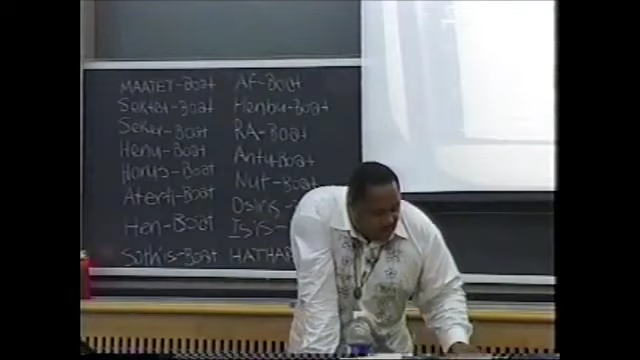 MAATET-Boat
Sektet-Boat
Seker-Boat
Henu-Boat
Horus-Boat
Aterti-Boat
Hen-Boat
Sothis-Boat
AF-Boat
Henbu-Boat
RA-Boat
Antu-Boat
Nut-Boat
Osiris-
Isis-
HATHAR